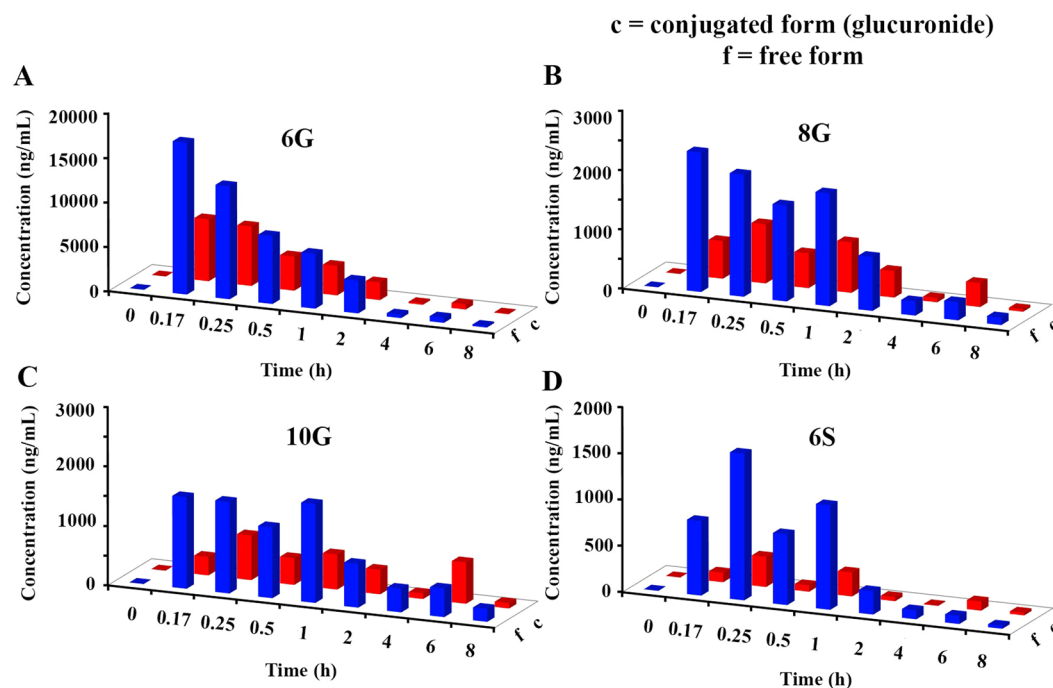 c = conjugated form (glucuronide)
f = free form
A
6G
Concentration (ng/mL)
20000
15000
10000
5000
0
0 0.17 0.25 0.5 1 2 4 6 8
f c
Time (h)
B
8G
Concentration (ng/mL)
3000
2000
1000
0
0 0.17 0.25 0.5 1 2 4 6 8
f
Time (h)
C
10G
Concentration (ng/mL)
3000
2000
1000
0
0 0.17 0.25 0.5 1 2 4 6 8
f c
Time (h)
D
6S
Concentration (ng/mL)
2000
1500
1000
500
0
0 0.17 0.25 0.5 1 2 4 6 8
f
Time (h)